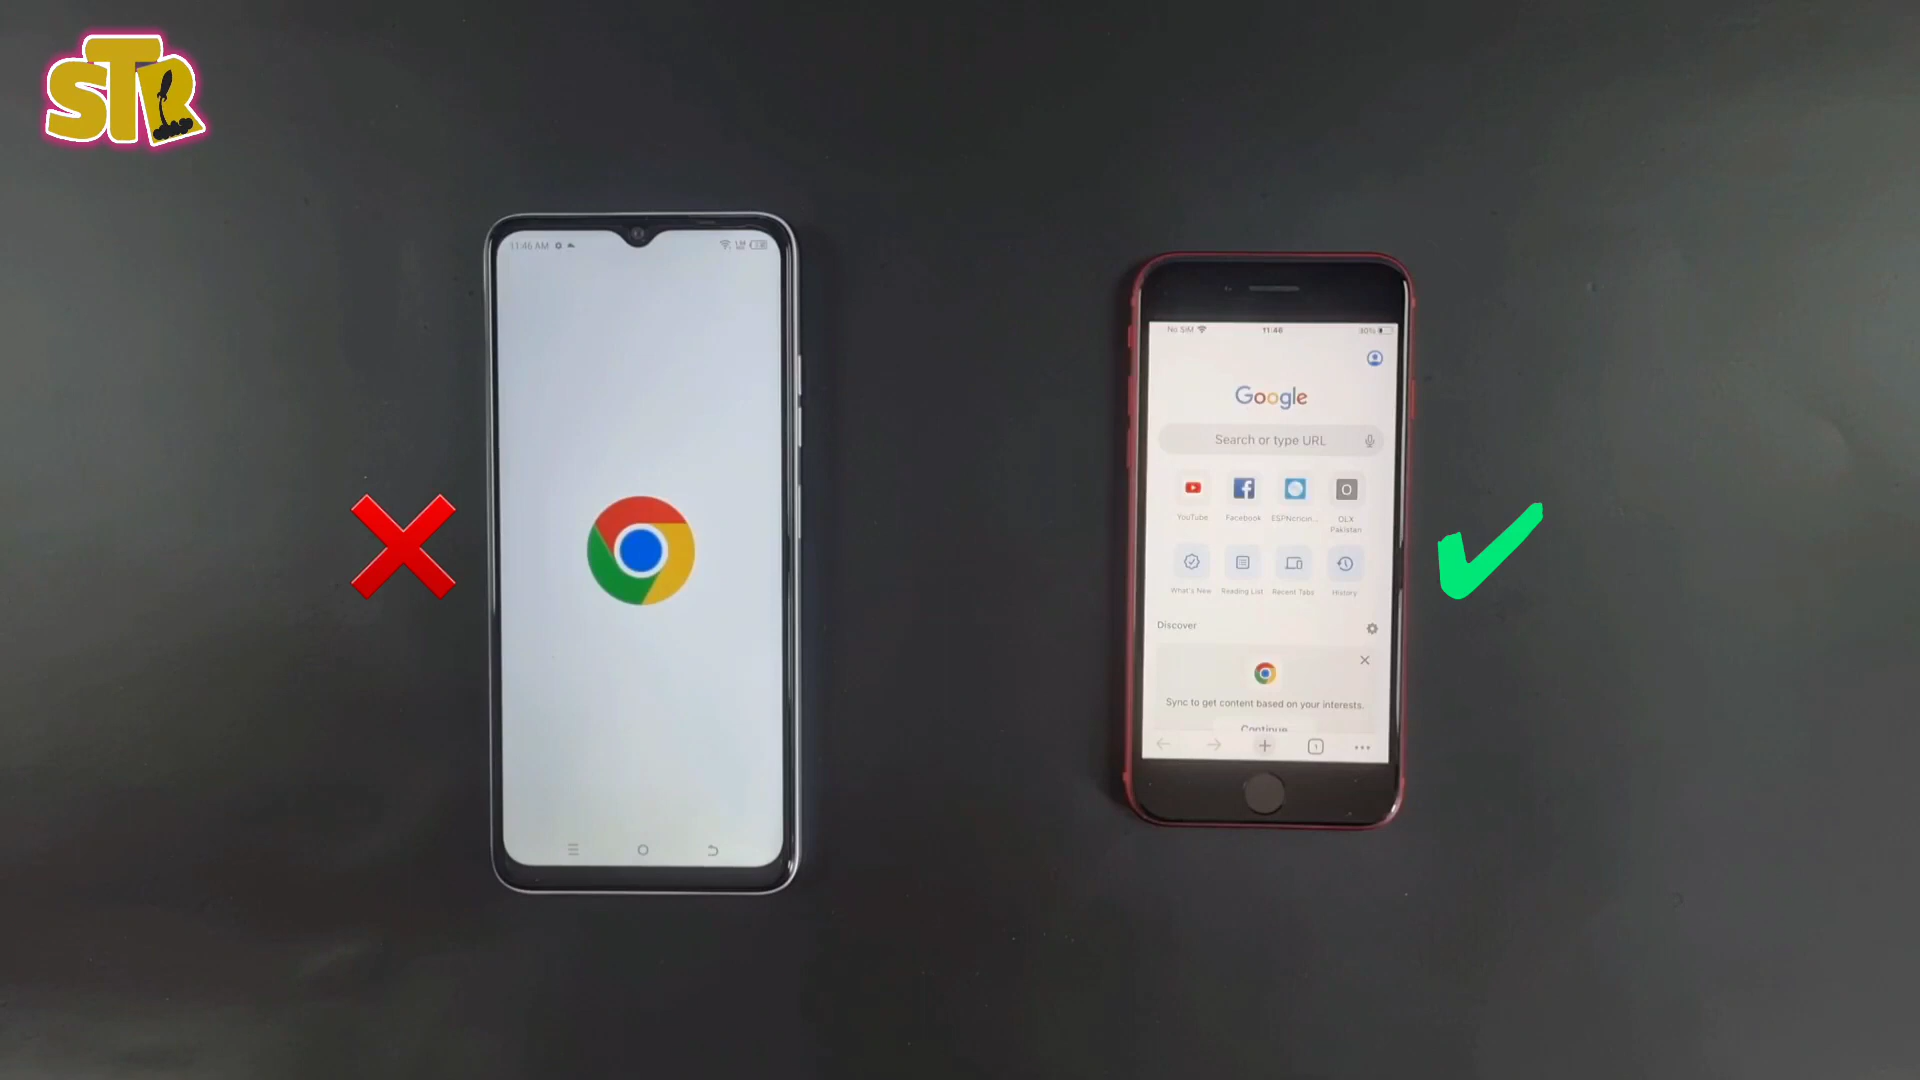 STR
11:46 AM
No SIM
11:46
30%
Google
Search or type URL
YouTube
Facebook
ESPNcricin...
OLX
Pakistan
What's New
Reading List
Recent Tabs
History
Discover
Sync to get content based on your interests.
Continue